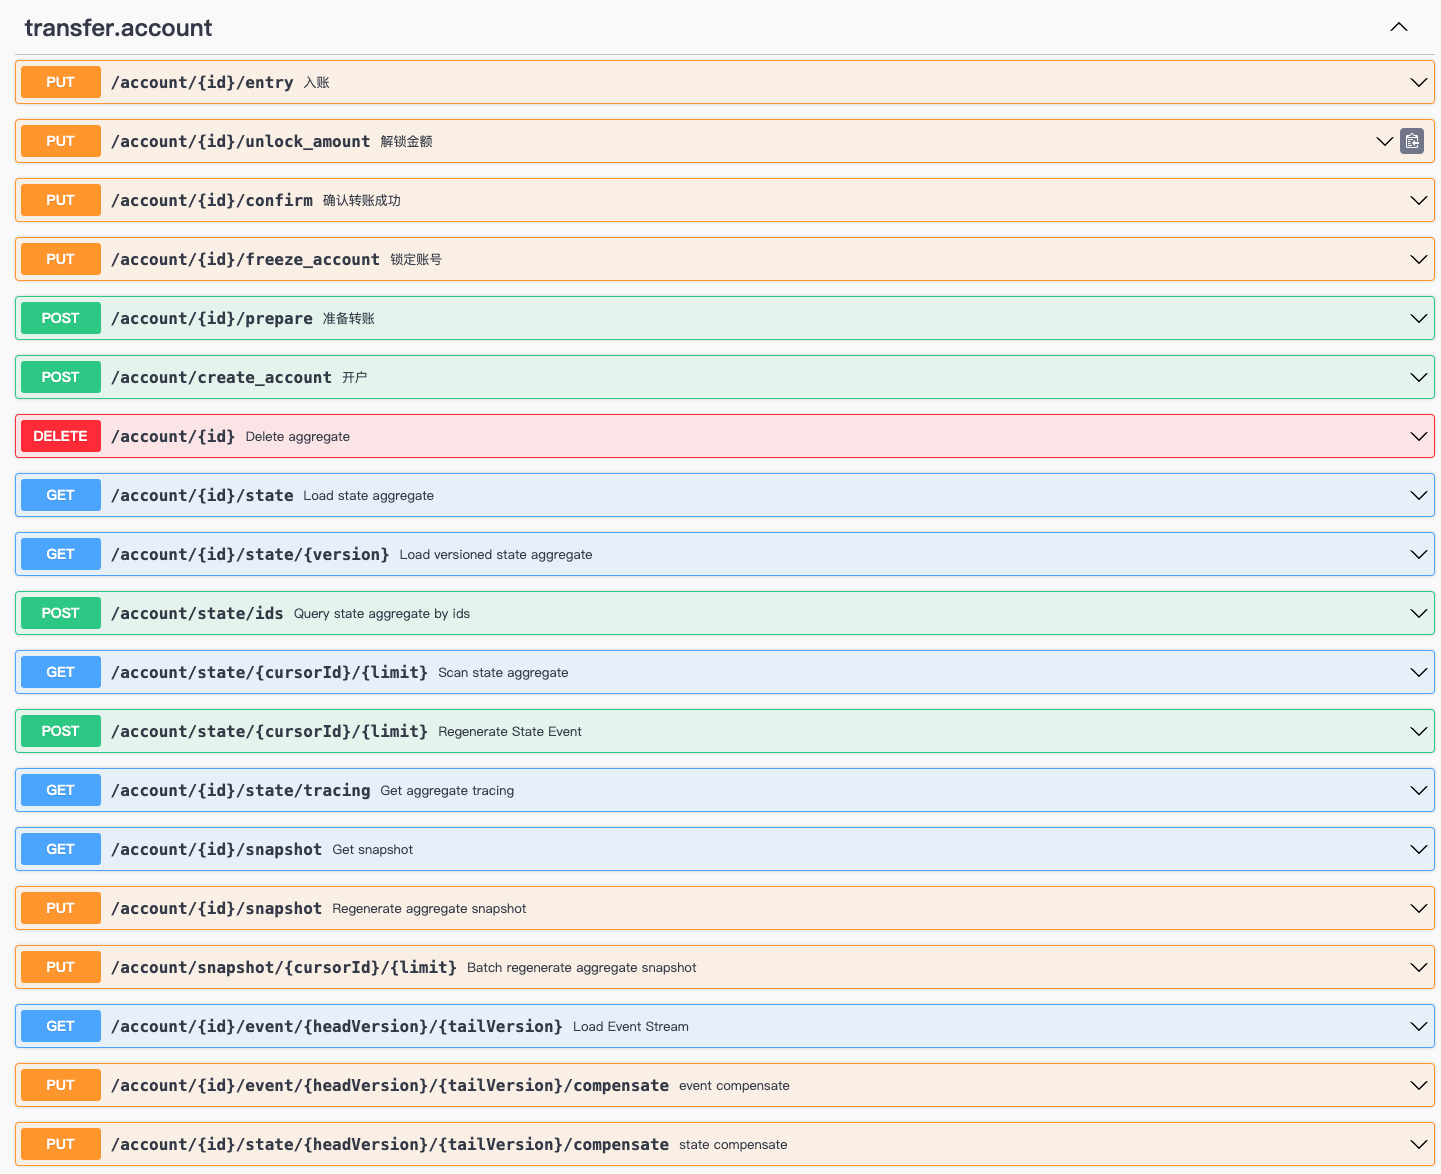 transfer.account
PUT /account/{id}/entry 入账
PUT /account/{id}/unlock_amount 解锁金额
PUT /account/{id}/confirm 确认转账成功
PUT /account/{id}/freeze_account 锁定账号
POST /account/{id}/prepare 准备转账
POST /account/create_account 开户
DELETE /account/{id} Delete aggregate
GET /account/{id}/state Load state aggregate
GET /account/{id}/state/{version} Load versioned state aggregate
POST /account/state/ids Query state aggregate by ids
GET /account/state/{cursorId}/{limit} Scan state aggregate
POST /account/state/{cursorId}/{limit} Regenerate State Event
GET /account/{id}/state/tracing Get aggregate tracing
GET /account/{id}/snapshot Get snapshot
PUT /account/{id}/snapshot Regenerate aggregate snapshot
PUT /account/snapshot/{cursorId}/{limit} Batch regenerate aggregate snapshot
GET /account/{id}/event/{headVersion}/{tailVersion} Load Event Stream
PUT /account/{id}/event/{headVersion}/{tailVersion}/compensate event compensate
PUT /account/{id}/state/{headVersion}/{tailVersion}/compensate state compensate